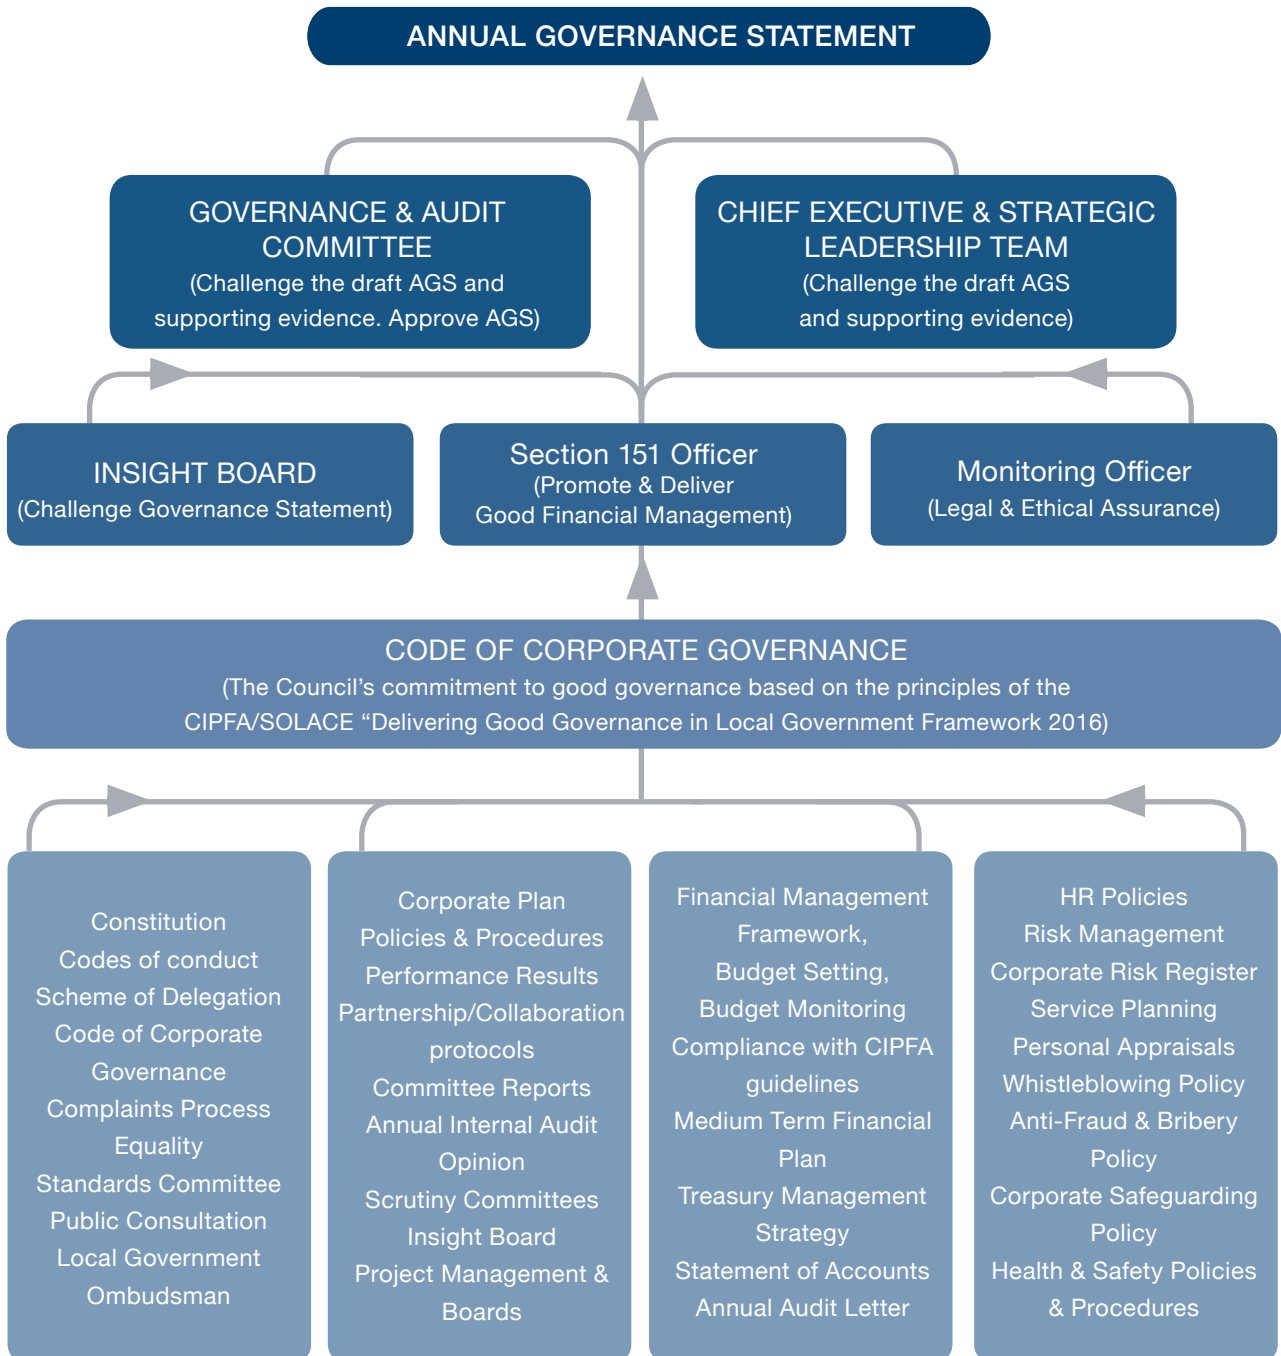 ANNUAL GOVERNANCE STATEMENT
GOVERNANCE & AUDIT
COMMITTEE
(Challenge the draft AGS and
supporting evidence. Approve AGS)
CHIEF EXECUTIVE & STRATEGIC
LEADERSHIP TEAM
(Challenge the draft AGS
and supporting evidence)
INSIGHT BOARD
(Challenge Governance Statement)
Section 151 Officer
(Promote & Deliver
Good Financial Management)
Monitoring Officer
(Legal & Ethical Assurance)
CODE OF CORPORATE GOVERNANCE
(The Council’s commitment to good governance based on the principles of the
CIPFA/SOLACE “Delivering Good Governance in Local Government Framework 2016)
Constitution
Codes of conduct
Scheme of Delegation
Code of Corporate
Governance
Complaints Process
Equality
Standards Committee
Public Consultation
Local Government
Ombudsman
Corporate Plan
Policies & Procedures
Performance Results
Partnership/Collaboration
protocols
Committee Reports
Annual Internal Audit
Opinion
Scrutiny Committees
Insight Board
Project Management &
Boards
Financial Management
Framework,
Budget Setting,
Budget Monitoring
Compliance with CIPFA
guidelines
Medium Term Financial
Plan
Treasury Management
Strategy
Statement of Accounts
Annual Audit Letter
HR Policies
Risk Management
Corporate Risk Register
Service Planning
Personal Appraisals
Whistleblowing Policy
Anti-Fraud & Bribery
Policy
Corporate Safeguarding
Policy
Health & Safety Policies
& Procedures